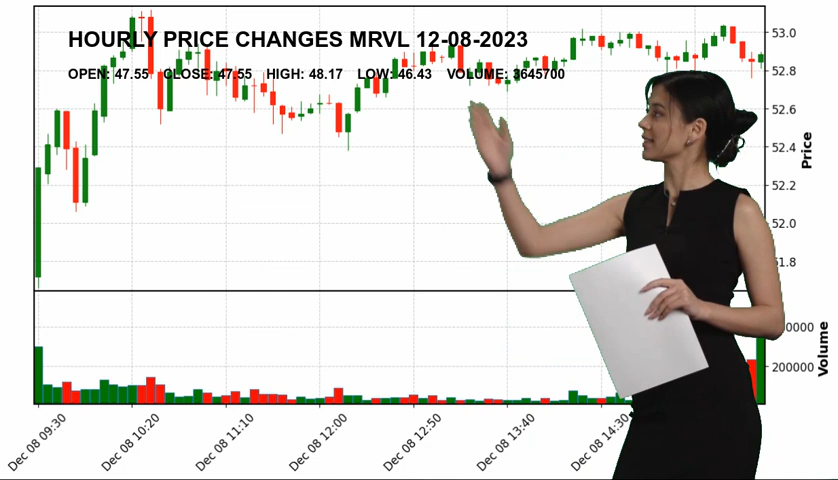 HOURLY PRICE CHANGES MRVL 12-08-2023
OPEN: 47.55 CLOSE: 47.55 HIGH: 48.17 LOW: 46.43 VOLUME: 3645700
53.0
52.8
52.6
52.4
52.2
52.0
Price
200000
Volume
Dec 08 09:30
Dec 08 10:20
Dec 08 11:10
Dec 08 12:00
Dec 08 12:50
Dec 08 13:40
Dec 08 14:30